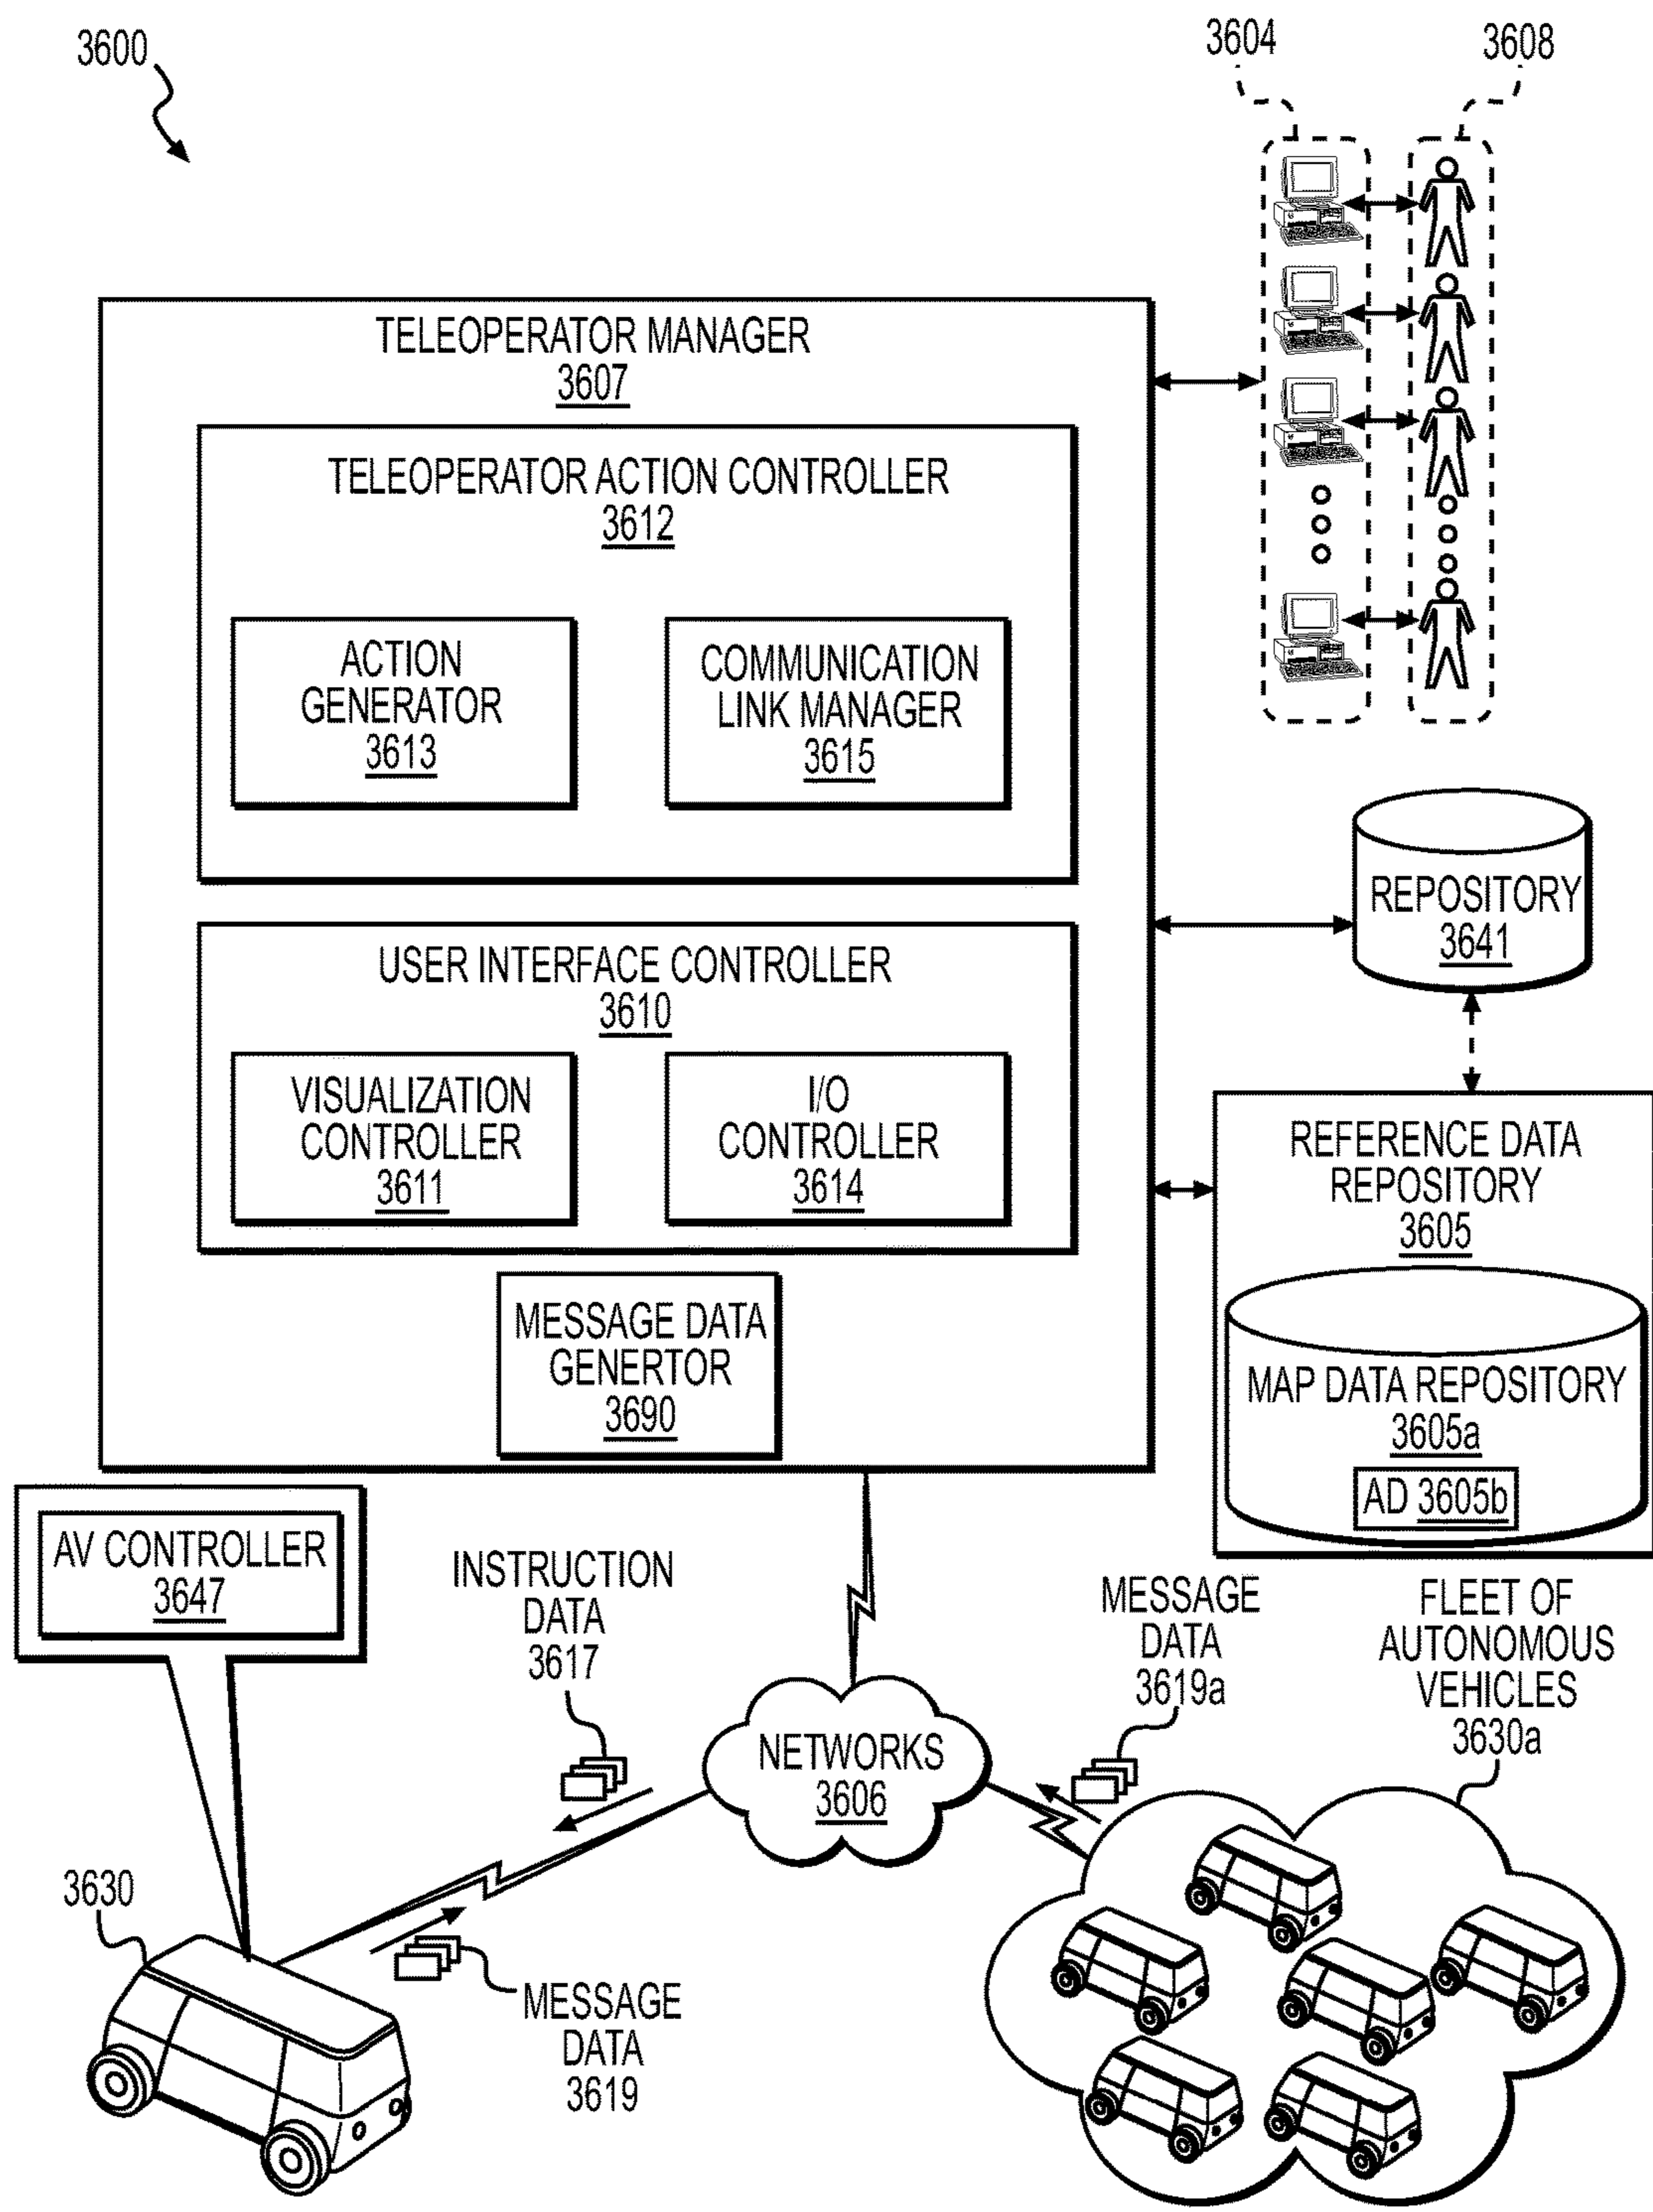 3600
3604
3608
TELEOPERATOR MANAGER
3607
TELEOPERATOR ACTION CONTROLLER
3612
ACTION
GENERATOR
3613
COMMUNICATION
LINK MANAGER
3615
REPOSITORY
3641
USER INTERFACE CONTROLLER
3610
VISUALIZATION
CONTROLLER
3611
I/O
CONTROLLER
3614
REFERENCE DATA
REPOSITORY
3605
MESSAGE DATA
GENERTOR
3690
MAP DATA REPOSITORY
3605a
AD 3605b
AV CONTROLLER
3647
INSTRUCTION
DATA
3617
MESSAGE
DATA
3619a
FLEET OF
AUTONOMOUS
VEHICLES
3630a
NETWORKS
3606
3630
MESSAGE
DATA
3619